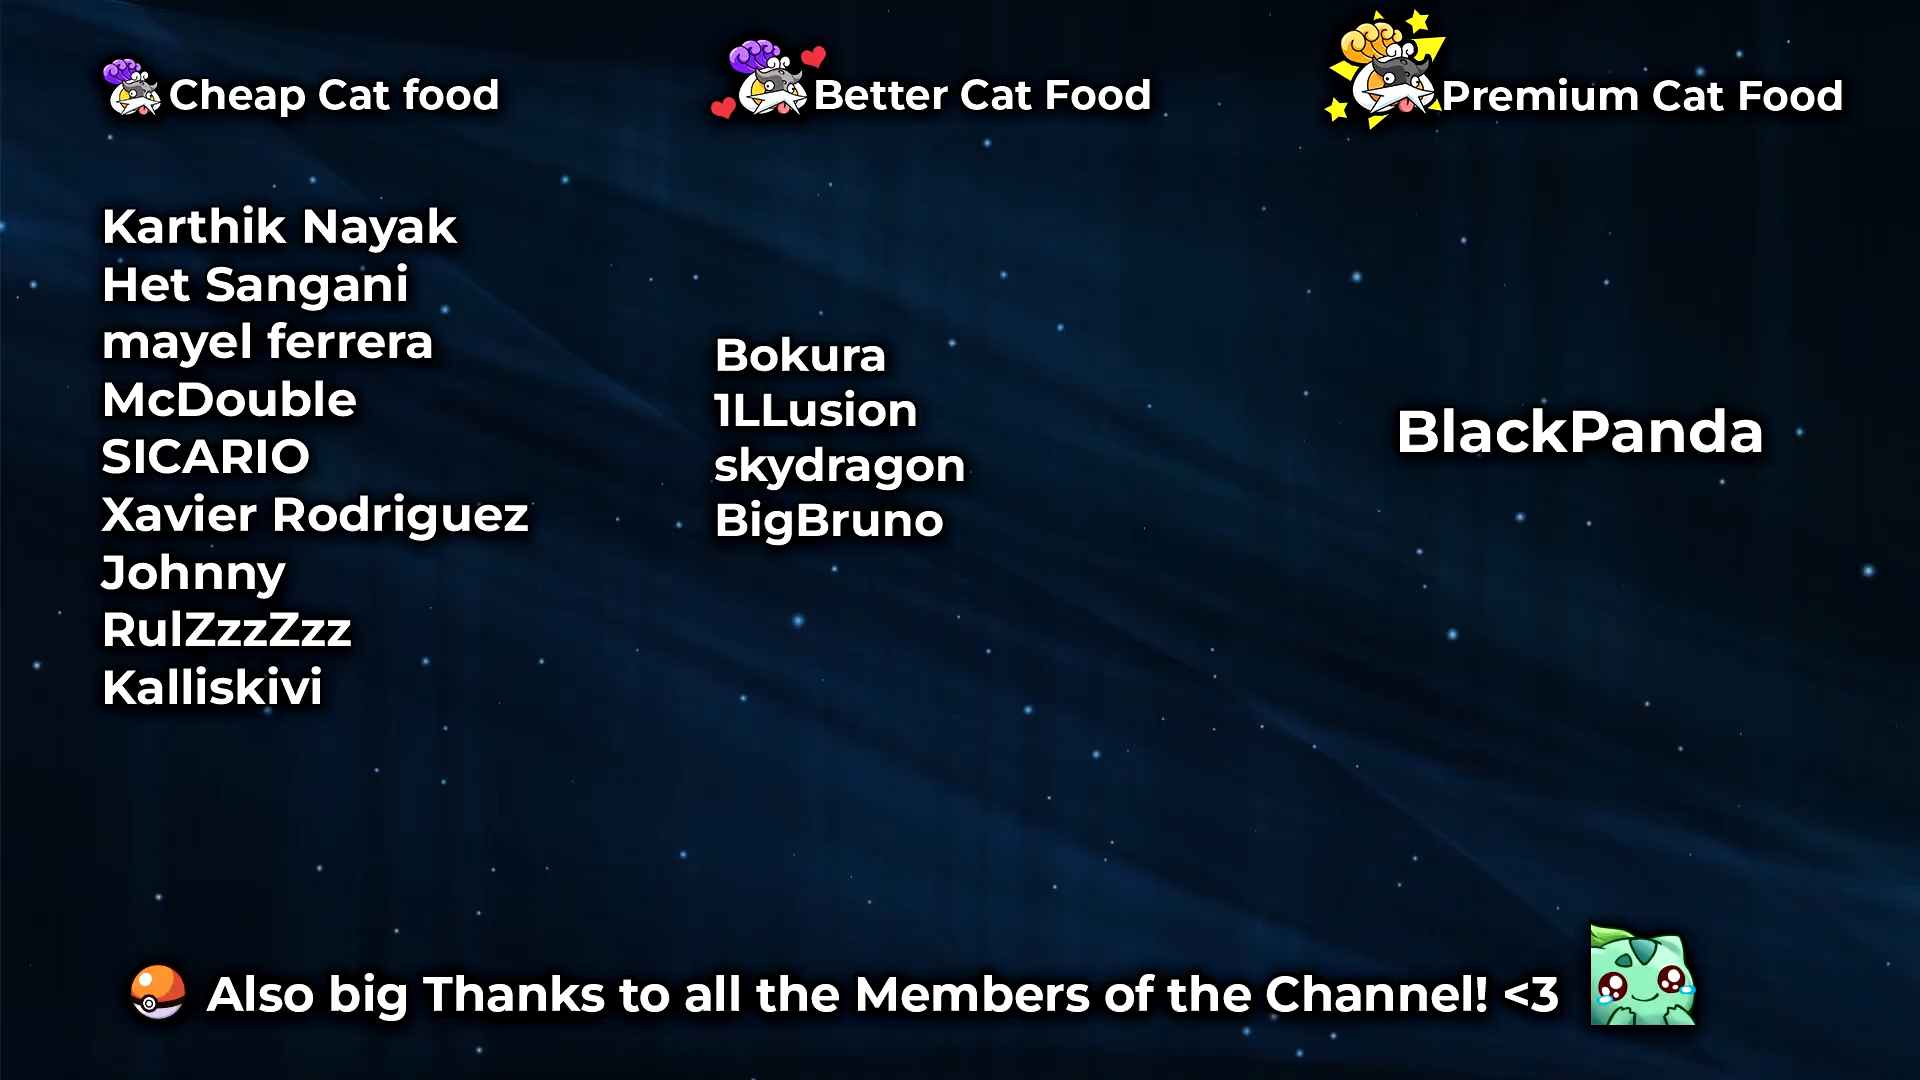 Cheap Cat food
Karthik Nayak
Het Sangani
mayel ferrera
McDouble
SICARIO
Xavier Rodriguez
Johnny
RulZzzZzz
Kalliskivi
Better Cat Food
Bokura
1LLusion
skydragon
BigBruno
Premium Cat Food
BlackPanda
Also big Thanks to all the Members of the Channel! <3